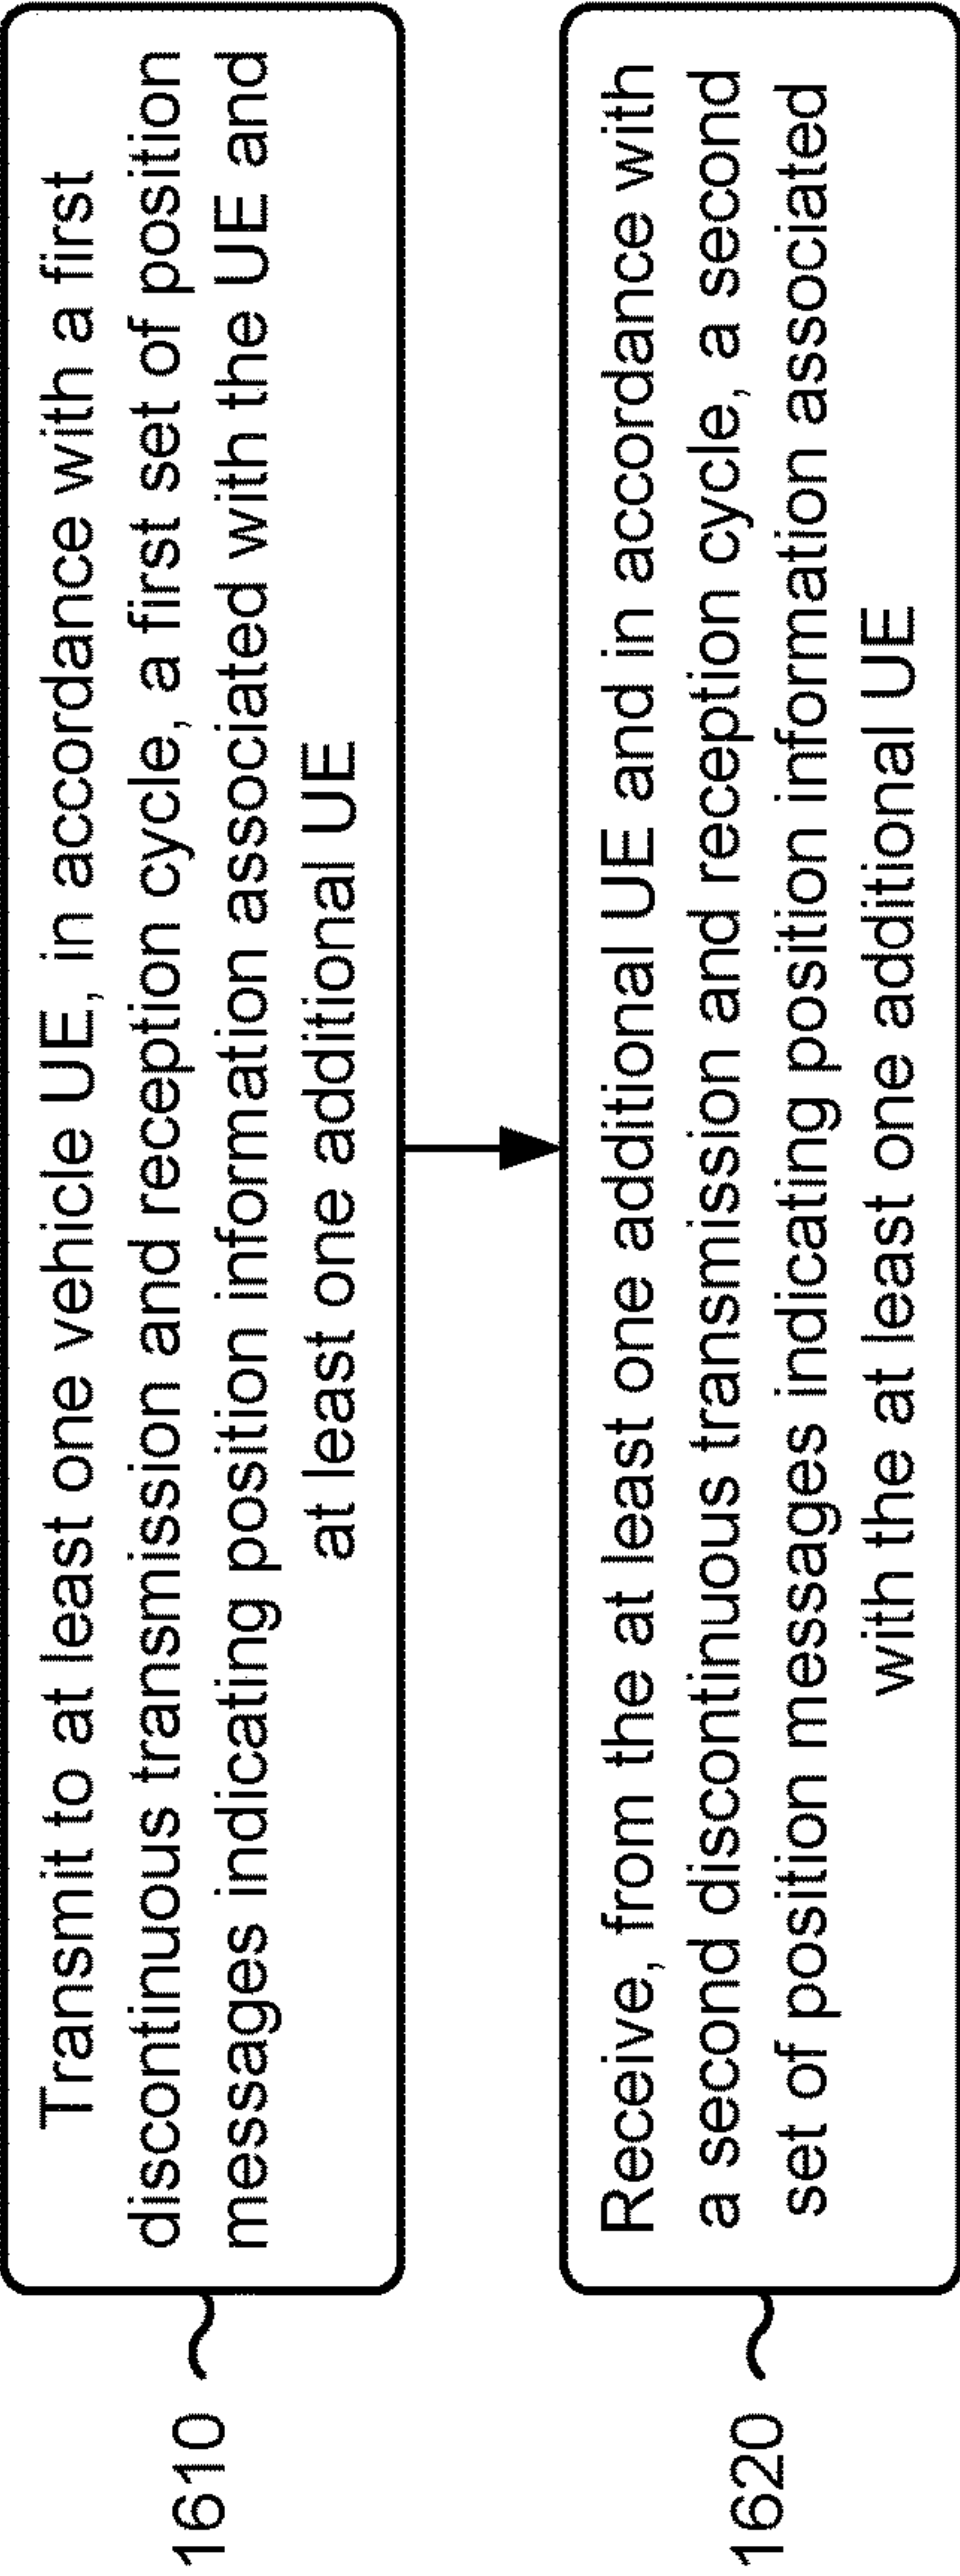 1610
Transmit to at least one vehicle UE, in accordance with a first
discontinuous transmission and reception cycle, a first set of position
messages indicating position information associated with the UE and
at least one additional UE
1620
Receive, from the at least one additional UE and in accordance with
a second discontinuous transmission and reception cycle, a second
set of position messages indicating position information associated
with the at least one additional UE